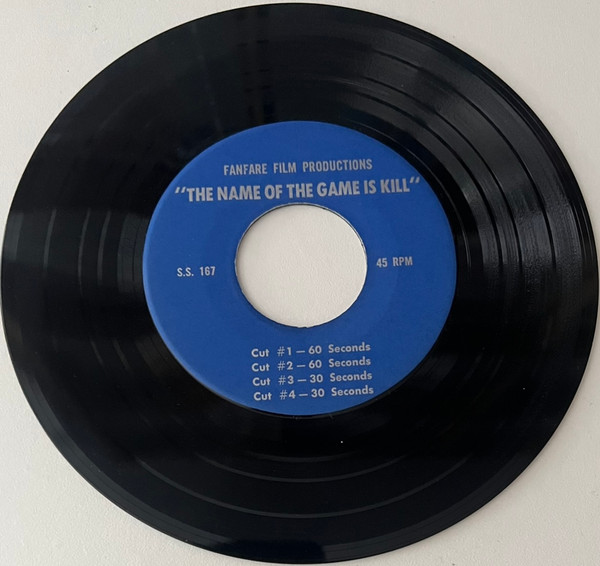 FANFARE FILM PRODUCTIONS
"THE NAME OF THE GAME IS KILL"
S.S. 167 45 RPM
Cut #1 — 60 Seconds
Cut #2 — 60 Seconds
Cut #3 — 30 Seconds
Cut #4 — 30 Seconds